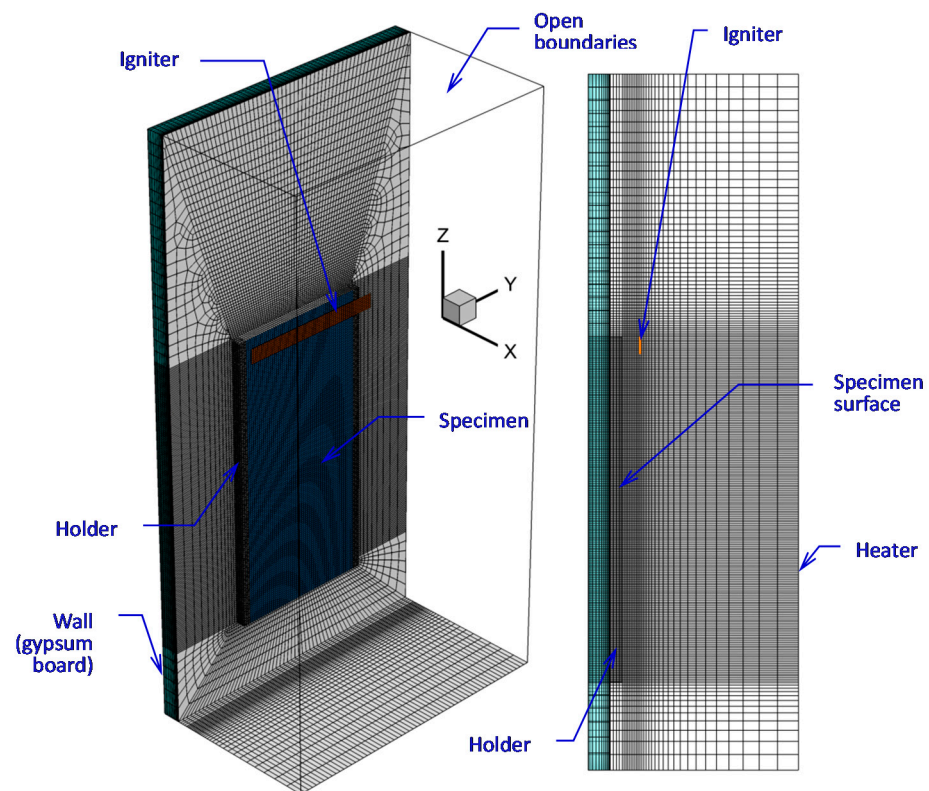 Open
boundaries
Igniter
Igniter
Z
Y
X
Specimen
Specimen
surface
Holder
Heater
Wall
(gypsum
board)
Holder